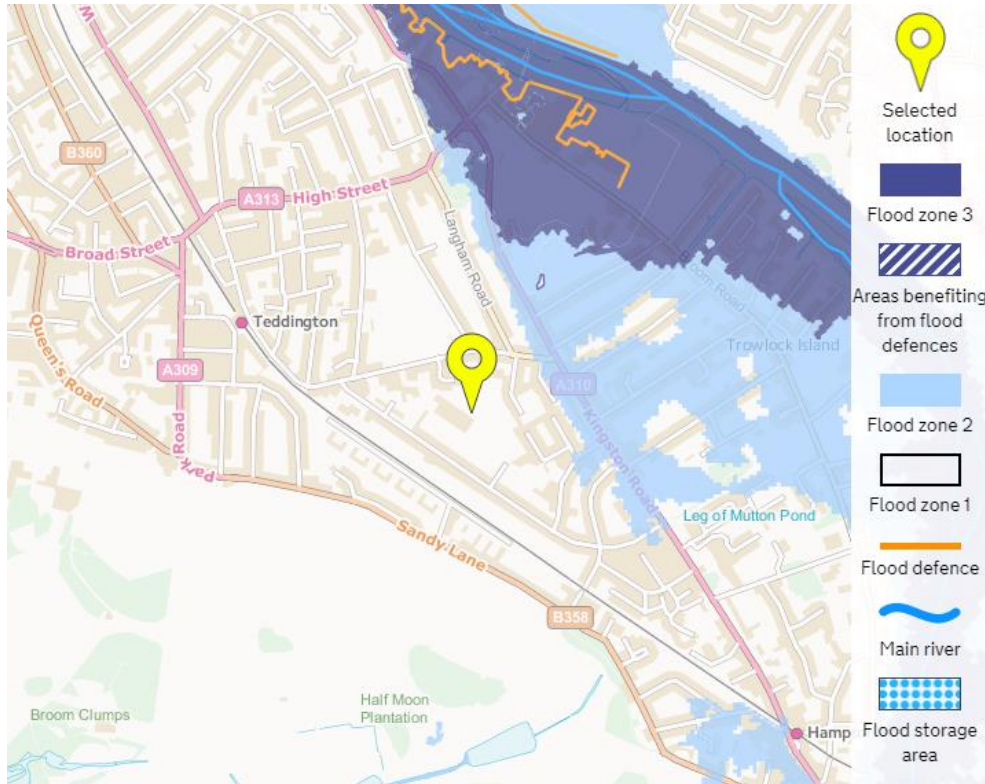 B360
A313
High Street
Broad Street
Langham Road
Teddington
Queen's Road
A309
Park Road
A310
Kingston Road
Broom Road
Trowlock Island
Leg of Mutton Pond
Sandy Lane
B358
Half Moon
Plantation
Broom Clumps
Hamp
Selected
location
Flood zone 3
Areas benefiting
from flood
defences
Flood zone 2
Flood zone 1
Flood defence
Main river
Flood storage
area